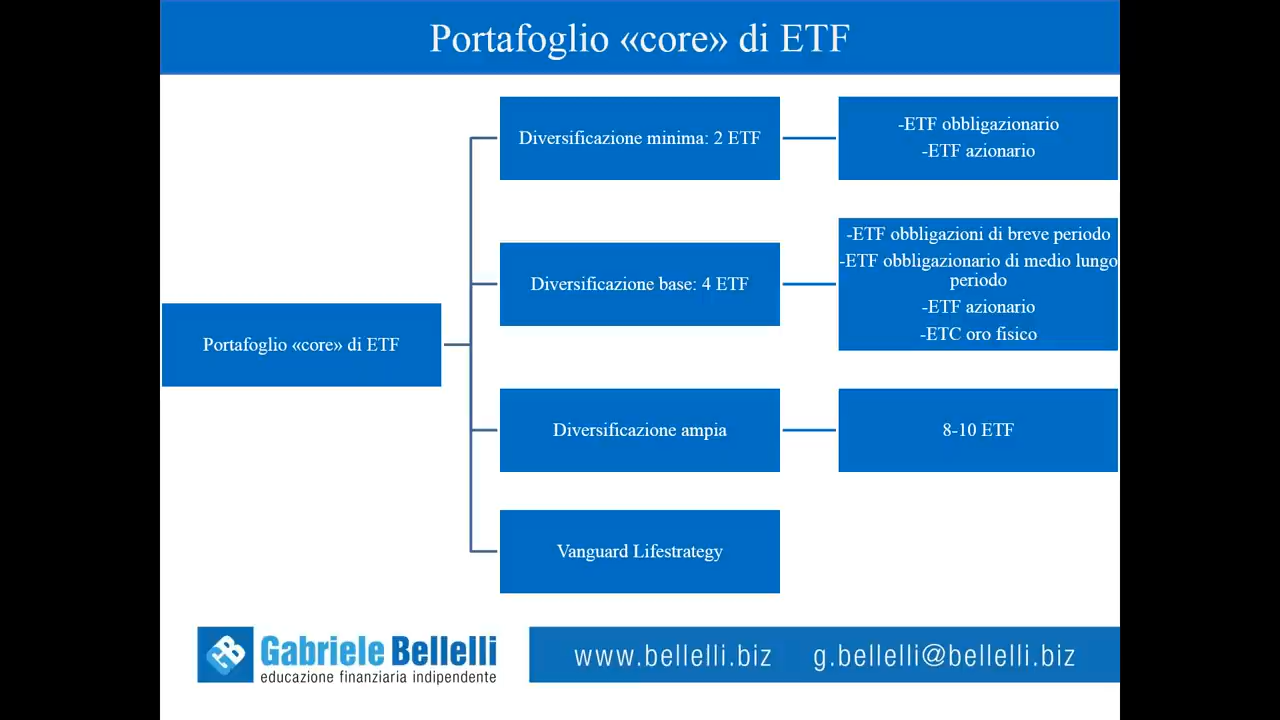 Portafoglio «core» di ETF
Portafoglio «core» di ETF
Diversificazione minima: 2 ETF
-ETF obbligazionario
-ETF azionario
Diversificazione base: 4 ETF
-ETF obbligazioni di breve periodo
-ETF obbligazionario di medio lungo
periodo
-ETF azionario
-ETC oro fisico
Diversificazione ampia
8-10 ETF
Vanguard Lifestrategy
Gabriele Bellelli
educazione finanziaria indipendente
www.bellelli.biz g.bellelli@bellelli.biz